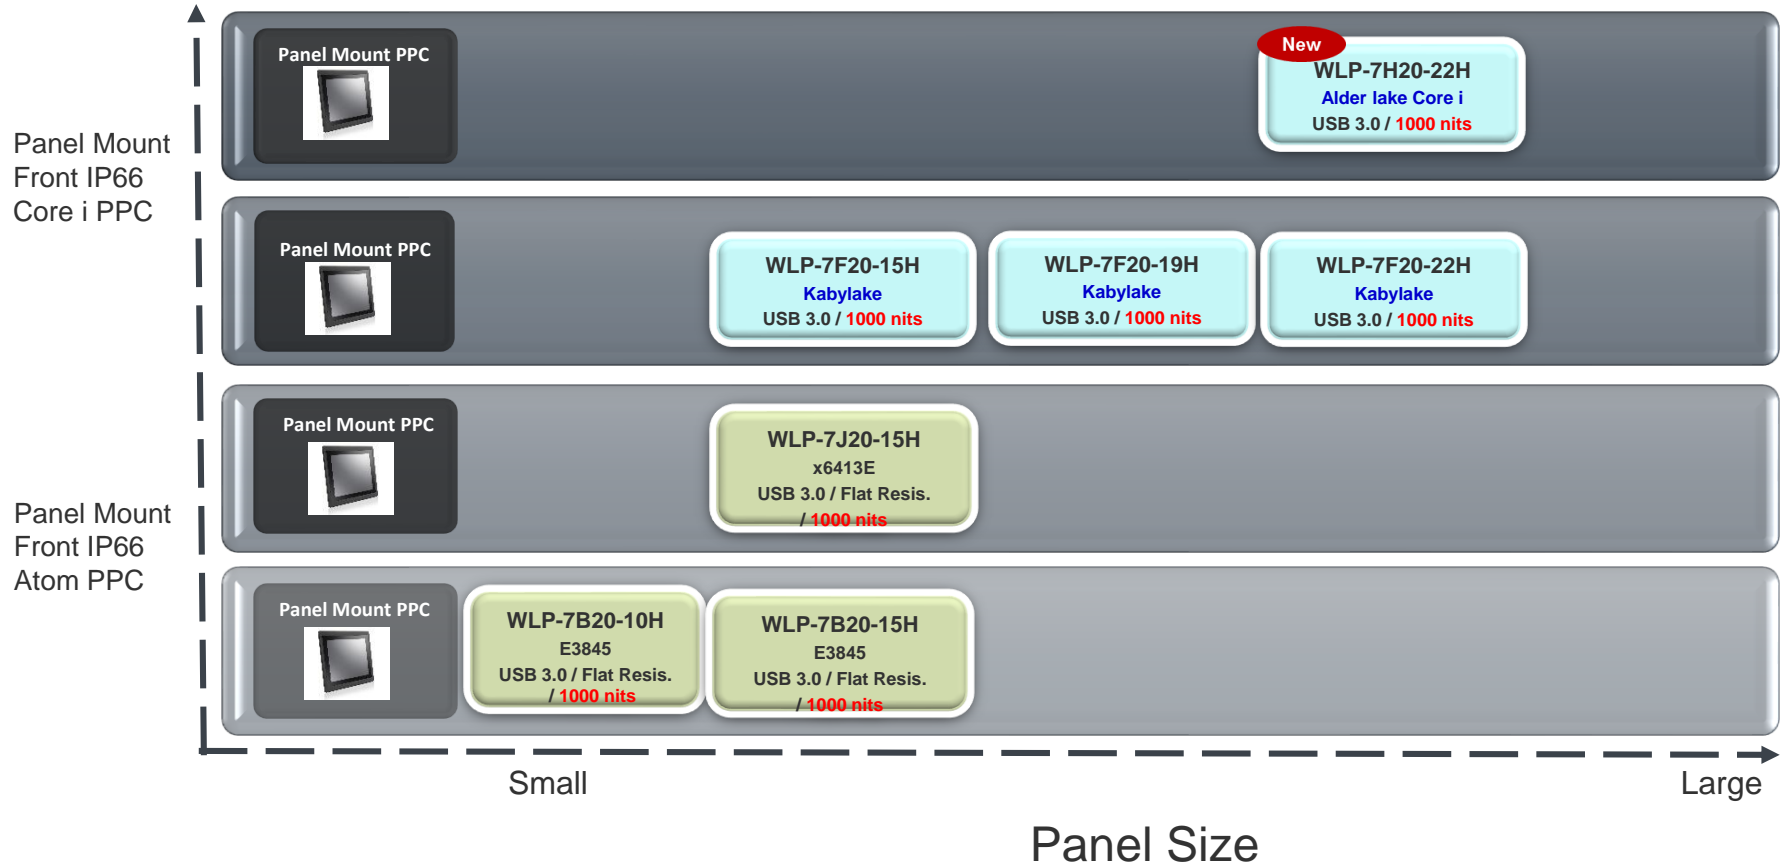 Panel Mount
Front IP66
Core i PPC
Panel Mount PPC
New
WLP-7H20-22H
Alder lake Core i
USB 3.0 / 1000 nits
Panel Mount PPC
WLP-7F20-15H
Kabylake
USB 3.0 / 1000 nits
WLP-7F20-19H
Kabylake
USB 3.0 / 1000 nits
WLP-7F20-22H
Kabylake
USB 3.0 / 1000 nits
Panel Mount
Front IP66
Atom PPC
Panel Mount PPC
WLP-7J20-15H
x6413E
USB 3.0 / Flat Resis.
/ 1000 nits
Panel Mount PPC
WLP-7B20-10H
E3845
USB 3.0 / Flat Resis.
/ 1000 nits
WLP-7B20-15H
E3845
USB 3.0 / Flat Resis.
/ 1000 nits
Small
Large
Panel Size